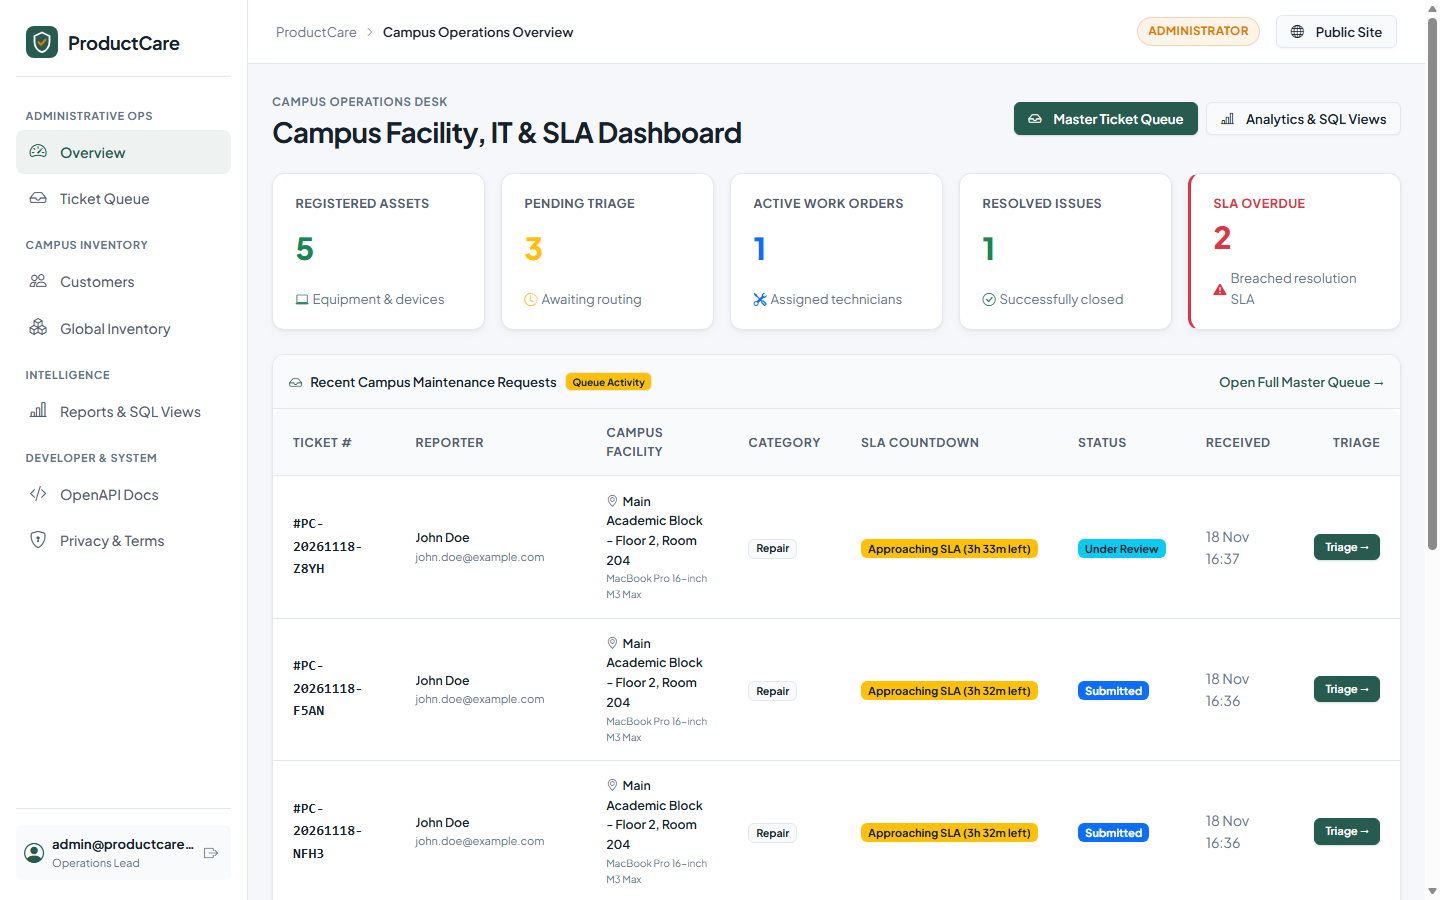 ProductCare
ADMINISTRATIVE OPS
Overview
Ticket Queue
CAMPUS INVENTORY
Customers
Global Inventory
INTELLIGENCE
Reports & SQL Views
DEVELOPER & SYSTEM
OpenAPI Docs
Privacy & Terms
admin@productcare...
Operations Lead
ProductCare > Campus Operations Overview
ADMINISTRATOR
Public Site
CAMPUS OPERATIONS DESK
Campus Facility, IT & SLA Dashboard
Master Ticket Queue
Analytics & SQL Views
REGISTERED ASSETS
5
Equipment & devices
PENDING TRIAGE
3
Awaiting routing
ACTIVE WORK ORDERS
1
Assigned technicians
RESOLVED ISSUES
1
Successfully closed
SLA OVERDUE
2
Breached resolution
SLA
Recent Campus Maintenance Requests Queue Activity
Open Full Master Queue →
TICKET # REPORTER CAMPUS FACILITY CATEGORY SLA COUNTDOWN STATUS RECEIVED TRIAGE
#PC-
20261118-
Z8YH
John Doe
john.doe@example.com
Main
Academic Block
- Floor 2, Room
204
MacBook Pro 16-inch
M3 Max
Repair
Approaching SLA (3h 33m left)
Under Review
18 Nov
16:37
Triage →
#PC-
20261118-
F5AN
John Doe
john.doe@example.com
Main
Academic Block
- Floor 2, Room
204
MacBook Pro 16-inch
M3 Max
Repair
Approaching SLA (3h 32m left)
Submitted
18 Nov
16:36
Triage →
#PC-
20261118-
NFH3
John Doe
john.doe@example.com
Main
Academic Block
- Floor 2, Room
204
MacBook Pro 16-inch
M3 Max
Repair
Approaching SLA (3h 32m left)
Submitted
18 Nov
16:36
Triage →